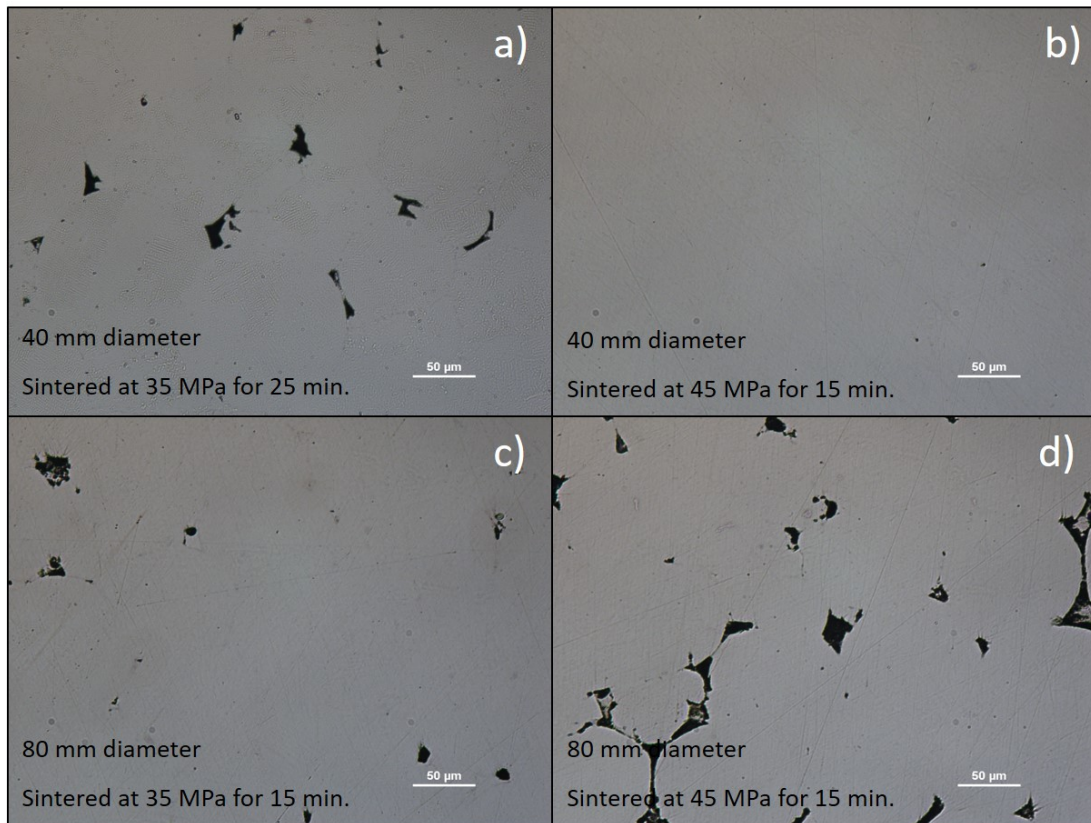 a)
40 mm diameter
Sintered at 35 MPa for 25 min.
50 µm
b)
40 mm diameter
Sintered at 45 MPa for 15 min.
50 µm
c)
80 mm diameter
Sintered at 35 MPa for 15 min.
50 µm
d)
80 mm diameter
Sintered at 45 MPa for 15 min.
50 µm